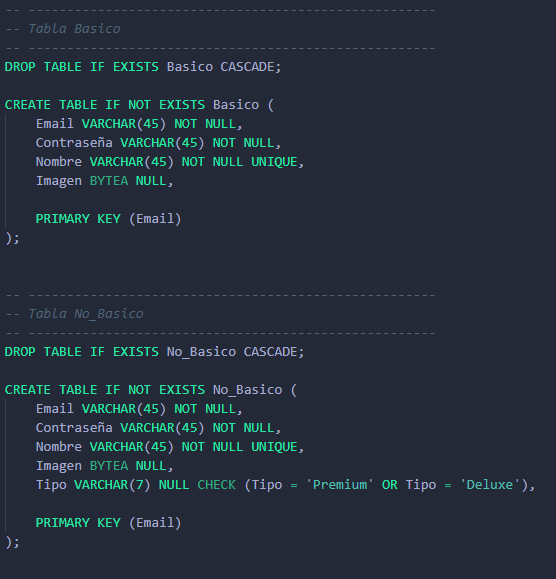 -- -----------------------------------------------------
-- Tabla Basico
-- -----------------------------------------------------
DROP TABLE IF EXISTS Basico CASCADE;
CREATE TABLE IF NOT EXISTS Basico (
Email VARCHAR(45) NOT NULL,
Contraseña VARCHAR(45) NOT NULL,
Nombre VARCHAR(45) NOT NULL UNIQUE,
Imagen BYTEA NULL,
PRIMARY KEY (Email)
);
-- -----------------------------------------------------
-- Tabla No_Basico
-- -----------------------------------------------------
DROP TABLE IF EXISTS No_Basico CASCADE;
CREATE TABLE IF NOT EXISTS No_Basico (
Email VARCHAR(45) NOT NULL,
Contraseña VARCHAR(45) NOT NULL,
Nombre VARCHAR(45) NOT NULL UNIQUE,
Imagen BYTEA NULL,
Tipo VARCHAR(7) NULL CHECK (Tipo = 'Premium' OR Tipo = 'Deluxe'),
PRIMARY KEY (Email)
);